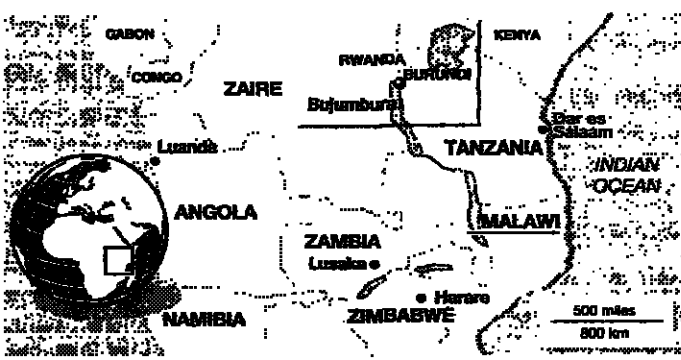 GABON
KENYA
RWANDA
BURUNDI
CONGO
ZAIRE
Bujumbura
Dar es
Salaam
TANZANIA
Luanda
INDIAN
OCEAN
ANGOLA
MALAWI
ZAMBIA
Lusaka
Harare
NAMIBIA
ZIMBABWE
500 miles
800 km